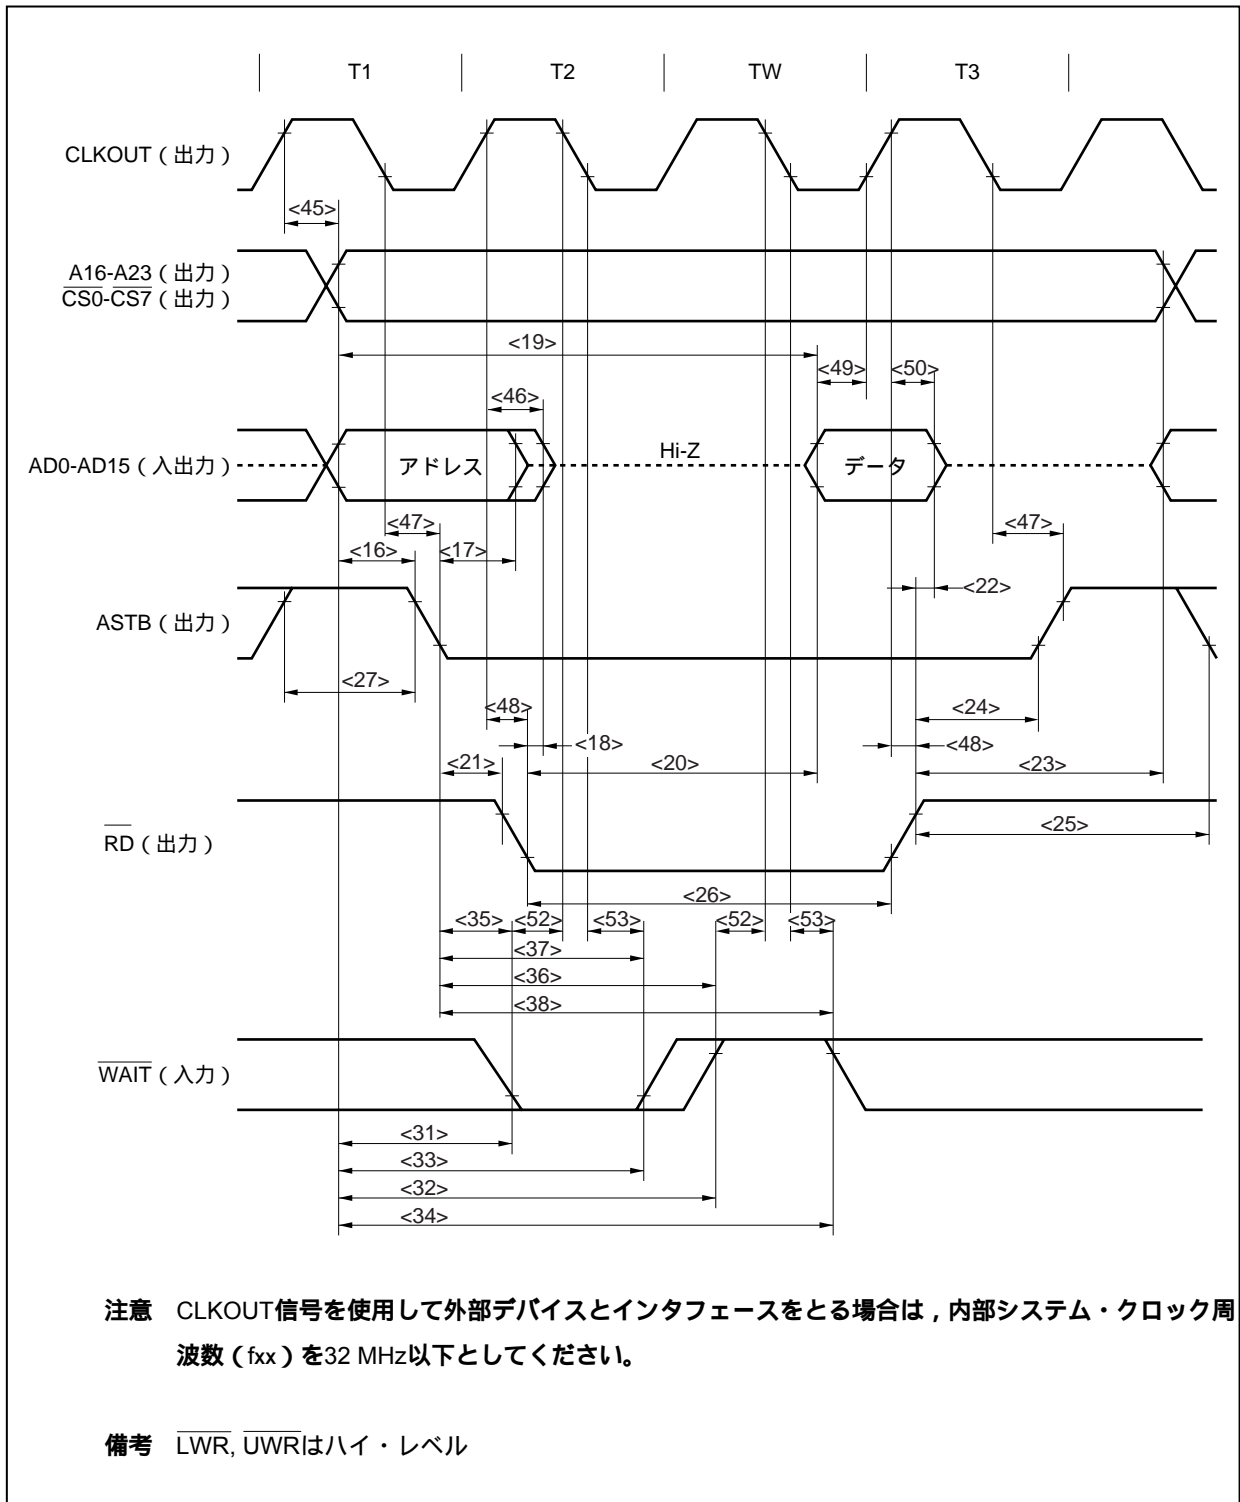 T1 T2 TW T3
CLKOUT（出力）
<45>
A16-A23（出力）
CS0-CS7（出力）
<19>
<49> <50>
<46>
AD0-AD15（入出力） アドレス Hi-Z データ
<47> <47>
<16> <17>
<22>
ASTB（出力）
<27>
<48> <24>
<18> <48>
<21> <20> <23>
<25>
RD（出力）
<26>
<35> <52> <53> <52> <53>
<37>
<36>
<38>
WAIT（入力）
<31>
<33>
<32>
<34>
注意 CLKOUT信号を使用して外部デバイスとインタフェースをとる場合は，内部システム・クロック周
波数（fxx）を32 MHz以下としてください。
備考 LWR, UWRはハイ・レベル